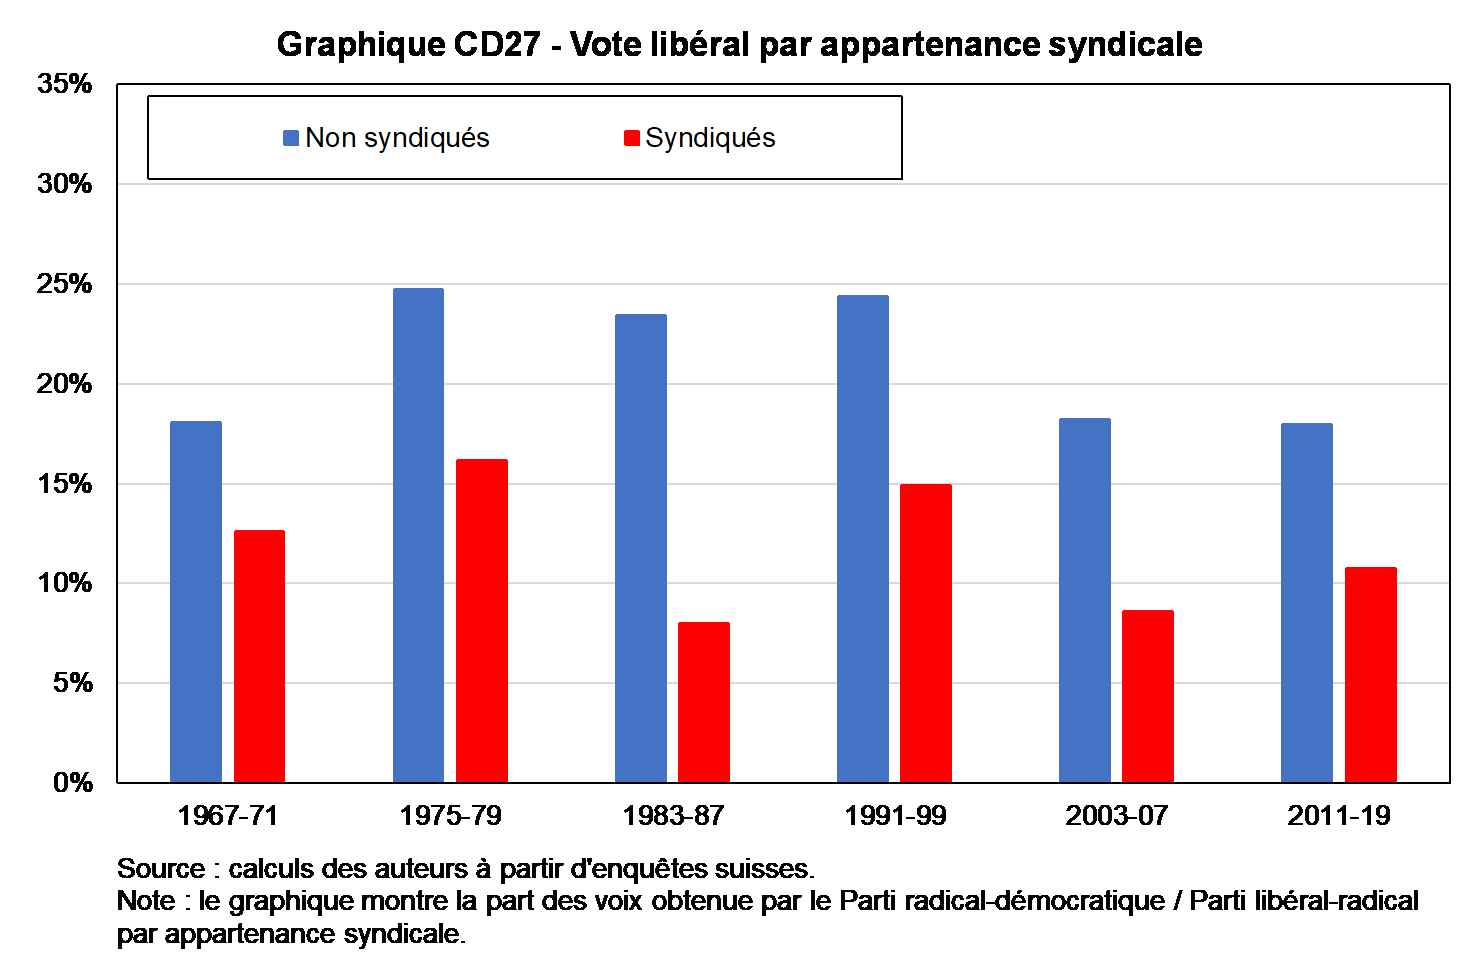 Graphique CD27 - Vote libéral par appartenance syndicale
35%
Non syndiqués Syndiqués
30%
25%
20%
15%
10%
5%
0%
1967-71 1975-79 1983-87 1991-99 2003-07 2011-19
Source : calculs des auteurs à partir d'enquêtes suisses.
Note : le graphique montre la part des voix obtenue par le Parti radical-démocratique / Parti libéral-radical
par appartenance syndicale.